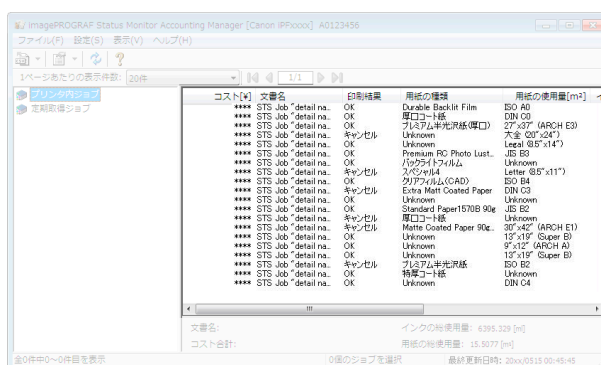 imagePROGRAF Status Monitor Accounting Manager [Canon iPFxxxx] A0123456
ファイル(F) 設定(S) 表示(V) ヘルプ(H)
1ページあたりの表示件数: 20件 1/1
プリンタ内ジョブ
定期取得ジョブ
コスト[¥] 文書名 印刷結果 用紙の種類 用紙の使用量[m²] イ
**** STS Job "detail na... OK Durable Backlit Film ISO A0
**** STS Job "detail na... OK 厚口コート紙 DIN C0
**** STS Job "detail na... OK プレミアム半光沢紙(厚口) 27"x37" (ARCH E3)
**** STS Job "detail na... キャンセル Unknown 大全 (20"x24")
**** STS Job "detail na... OK Unknown Legal (8.5"x14")
**** STS Job "detail na... OK Premium RC Photo Lust... JIS B3
**** STS Job "detail na... OK バックライトフィルム Unknown
**** STS Job "detail na... キャンセル スペシャル4 Letter (8.5"x11")
**** STS Job "detail na... OK クリアフィルム(CAD) ISO B4
**** STS Job "detail na... キャンセル Extra Matt Coated Paper DIN C3
**** STS Job "detail na... OK Unknown Unknown
**** STS Job "detail na... OK Standard Paper1570B 90g JIS B2
**** STS Job "detail na... キャンセル 厚口コート紙 Unknown
**** STS Job "detail na... キャンセル Matte Coated Paper 90g... 30"x42" (ARCH E1)
**** STS Job "detail na... OK Unknown 13"x19" (Super B)
**** STS Job "detail na... OK Unknown 9"x12" (ARCH A)
**** STS Job "detail na... OK Unknown 13"x19" (Super B)
**** STS Job "detail na... キャンセル プレミアム半光沢紙 ISO B2
**** STS Job "detail na... OK 特厚コート紙 Unknown
**** STS Job "detail na... OK Unknown DIN C4
文書名: インクの総使用量: 6395.329 [ml]
コスト合計: 用紙の総使用量: 15.5077 [㎡]
全0件中0〜0件目を表示 0個のジョブを選択 最終更新日時: 20xx/0515 00:45:45